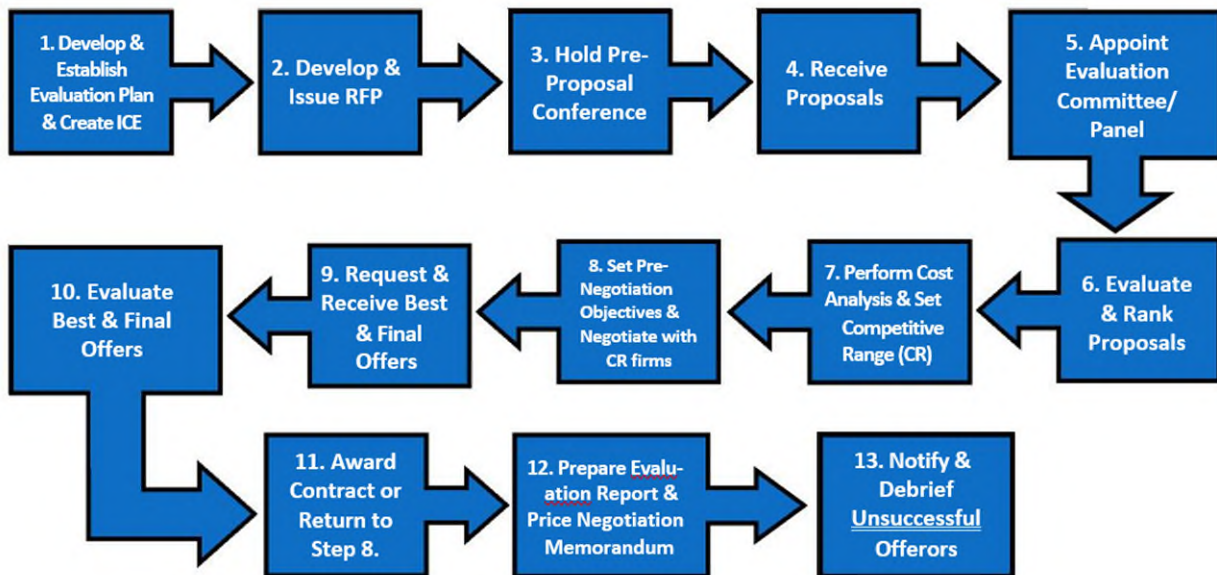 1. Develop &
Establish
Evaluation Plan
& Create ICE
2. Develop &
Issue RFP
3. Hold Pre-
Proposal
Conference
4. Receive
Proposals
5. Appoint
Evaluation
Committee/
Panel
6. Evaluate
& Rank
Proposals
7. Perform Cost
Analysis & Set
Competitive
Range (CR)
8. Set Pre-
Negotiation
Objectives &
Negotiate with
CR firms
9. Request &
Receive Best
& Final
Offers
10. Evaluate
Best & Final
Offers
11. Award
Contract or
Return to
Step 8.
12. Prepare Evalu-
ation Report &
Price Negotiation
Memorandum
13. Notify &
Debrief
Unsuccessful
Offerors